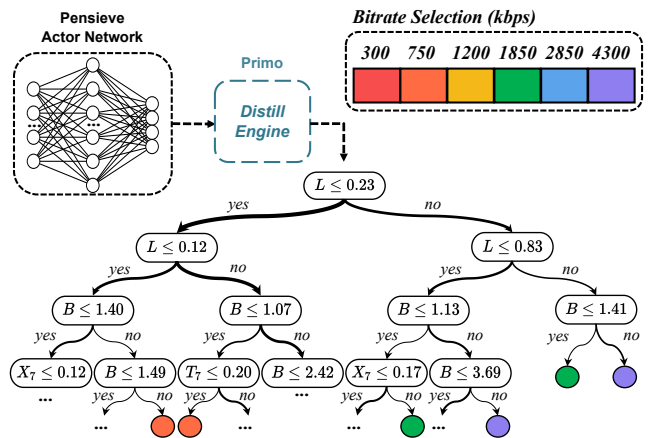 Pensieve
Actor Network
Primo
Distill
Engine
Bitrate Selection (kbps)
300 750 1200 1850 2850 4300
L ≤ 0.23
yes no
L ≤ 0.12 L ≤ 0.83
yes no yes no
B ≤ 1.40 B ≤ 1.07 B ≤ 1.13 B ≤ 1.41
yes no yes no yes no yes no
X₇ ≤ 0.12 B ≤ 1.49 T₇ ≤ 0.20 B ≤ 2.42 X₇ ≤ 0.17 B ≤ 3.69
... yes no yes ... yes no yes no
... ... ... ...